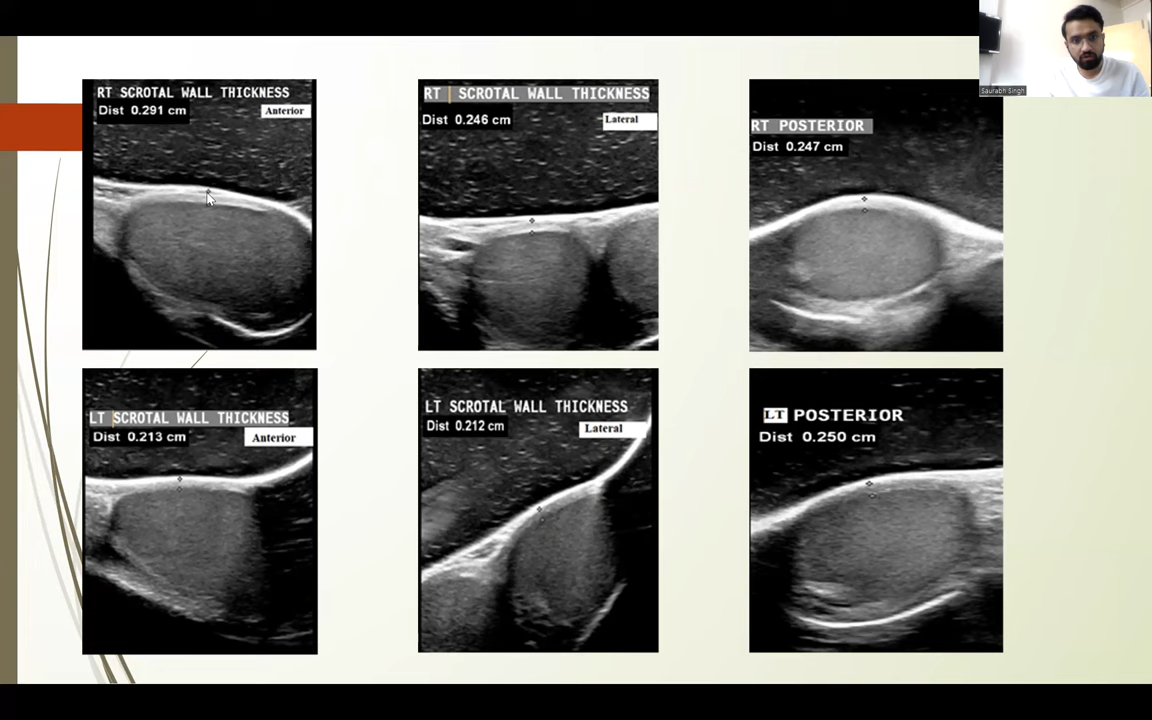 RT SCROTAL WALL THICKNESS
Dist 0.291 cm
Anterior
RT SCROTAL WALL THICKNESS
Dist 0.246 cm
Lateral
RT POSTERIOR
Dist 0.247 cm
Saurabh Singh
LT SCROTAL WALL THICKNESS
Dist 0.213 cm
Anterior
LT SCROTAL WALL THICKNESS
Dist 0.212 cm
Lateral
LT POSTERIOR
Dist 0.250 cm